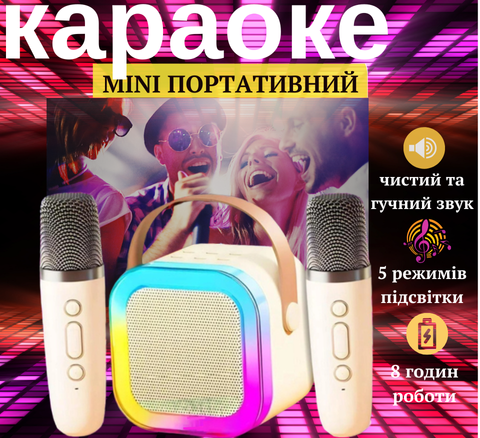 караоке
MINI ПОРТАТИВНИЙ
чистий та
гучний звук
5 режимів
підсвітки
8 годин
роботи